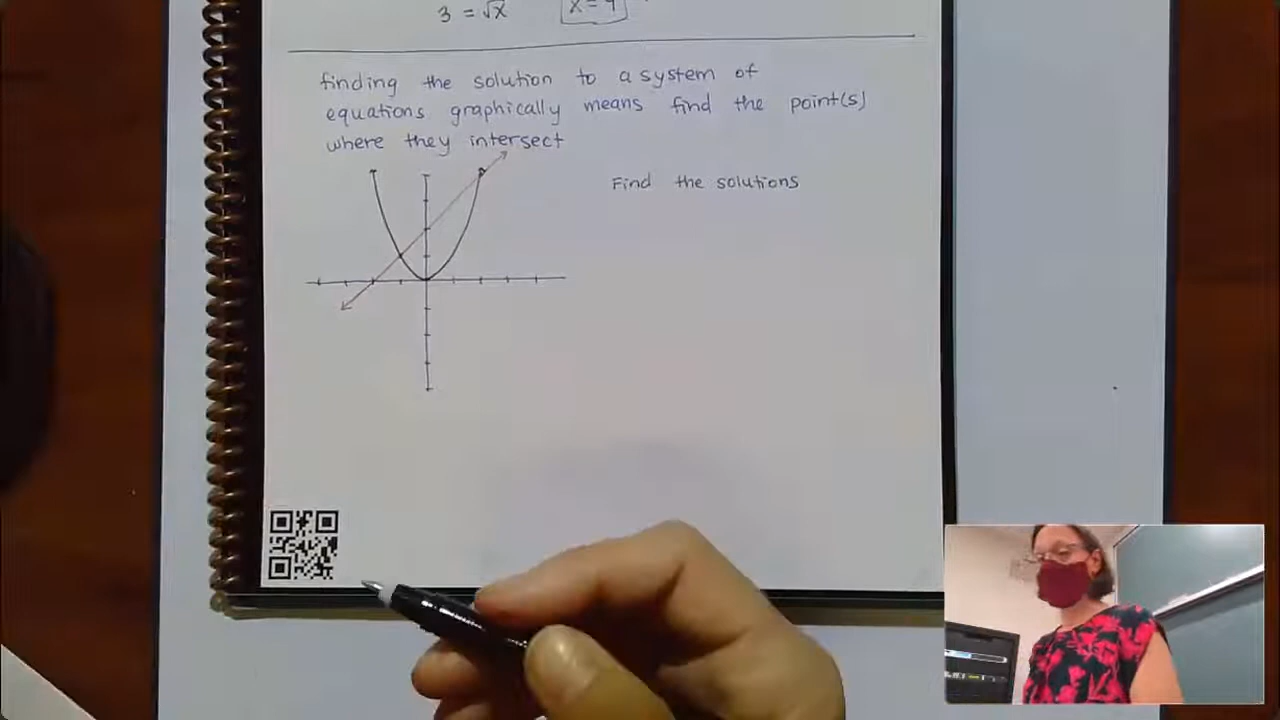 3 = √x x = 9
finding the solution to a system of
equations graphically means find the point(s)
where they intersect
Find the solutions